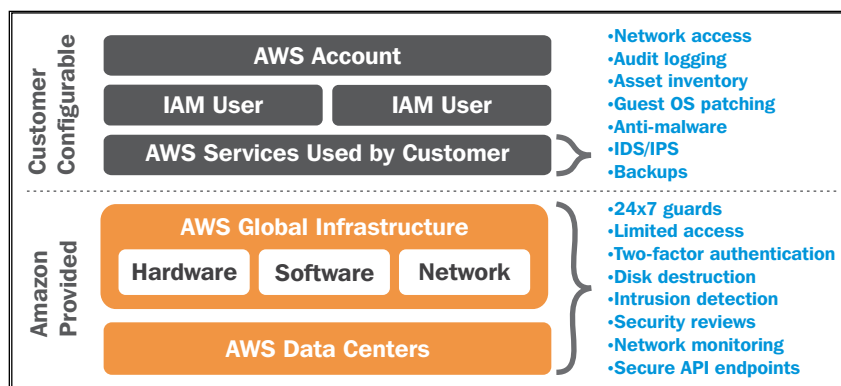 Customer
Configurable
AWS Account
IAM User
IAM User
AWS Services Used by Customer
•Network access
•Audit logging
•Asset inventory
•Guest OS patching
•Anti-malware
•IDS/IPS
•Backups
Amazon
Provided
AWS Global Infrastructure
Hardware
Software
Network
AWS Data Centers
•24x7 guards
•Limited access
•Two-factor authentication
•Disk destruction
•Intrusion detection
•Security reviews
•Network monitoring
•Secure API endpoints